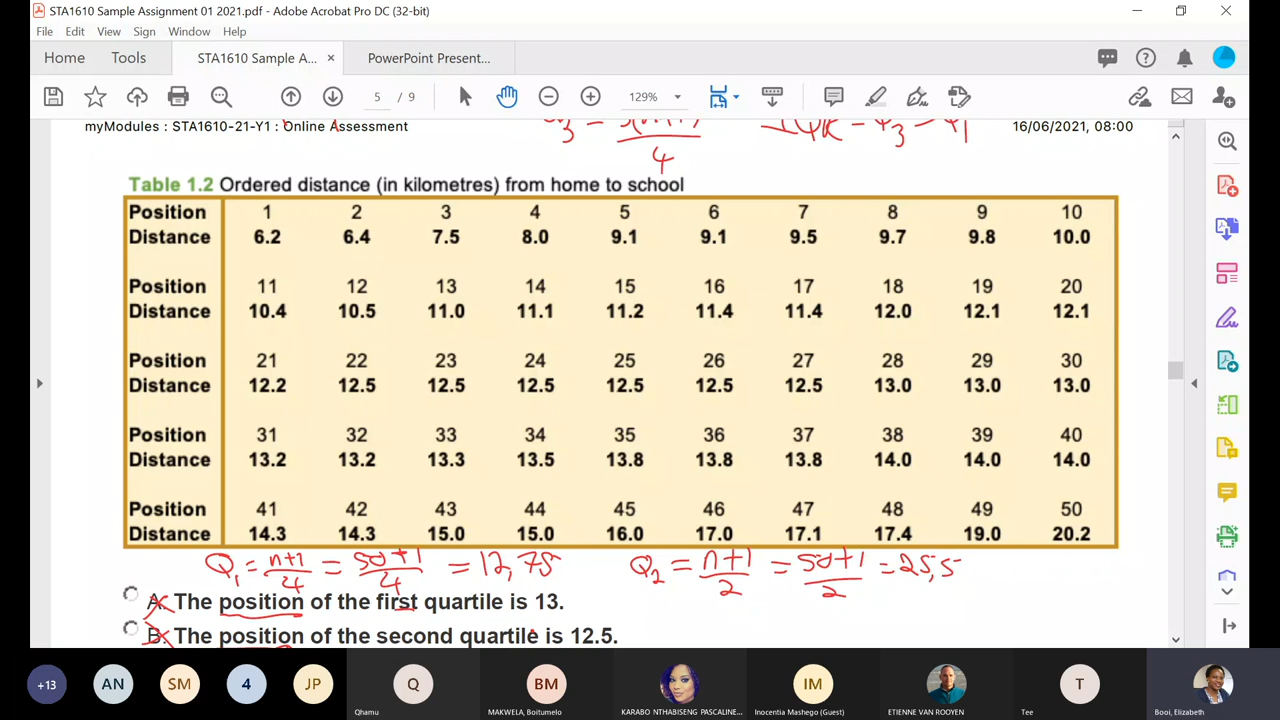 STA1610 Sample Assignment 01 2021.pdf - Adobe Acrobat Pro DC (32-bit)
File Edit View Sign Window Help
Home Tools STA1610 Sample A... × PowerPoint Present...
5 / 9 129%
myModules : STA1610-21-Y1 : Online Assessment 16/06/2021, 08:00
4
Table 1.2 Ordered distance (in kilometres) from home to school
Position 1 2 3 4 5 6 7 8 9 10
Distance 6.2 6.4 7.5 8.0 9.1 9.1 9.5 9.7 9.8 10.0
Position 11 12 13 14 15 16 17 18 19 20
Distance 10.4 10.5 11.0 11.1 11.2 11.4 11.4 12.0 12.1 12.1
Position 21 22 23 24 25 26 27 28 29 30
Distance 12.2 12.5 12.5 12.5 12.5 12.5 12.5 13.0 13.0 13.0
Position 31 32 33 34 35 36 37 38 39 40
Distance 13.2 13.2 13.3 13.5 13.8 13.8 13.8 14.0 14.0 14.0
Position 41 42 43 44 45 46 47 48 49 50
Distance 14.3 14.3 15.0 15.0 16.0 17.0 17.1 17.4 19.0 20.2
Q1 = n+1/4 = 50+1/4 = 12,75 Q2 = n+1/2 = 50+1/2 = 25,5
A. The position of the first quartile is 13.
B. The position of the second quartile is 12.5.
+13 AN SM 4 JP Q BM IM T
Qhamu MAKWELA, Boitumelo KARABO NTHABISENG PASCALINE... Inocentia Mashego (Guest) ETIENNE VAN ROOYEN Tee Booi, Elizabeth